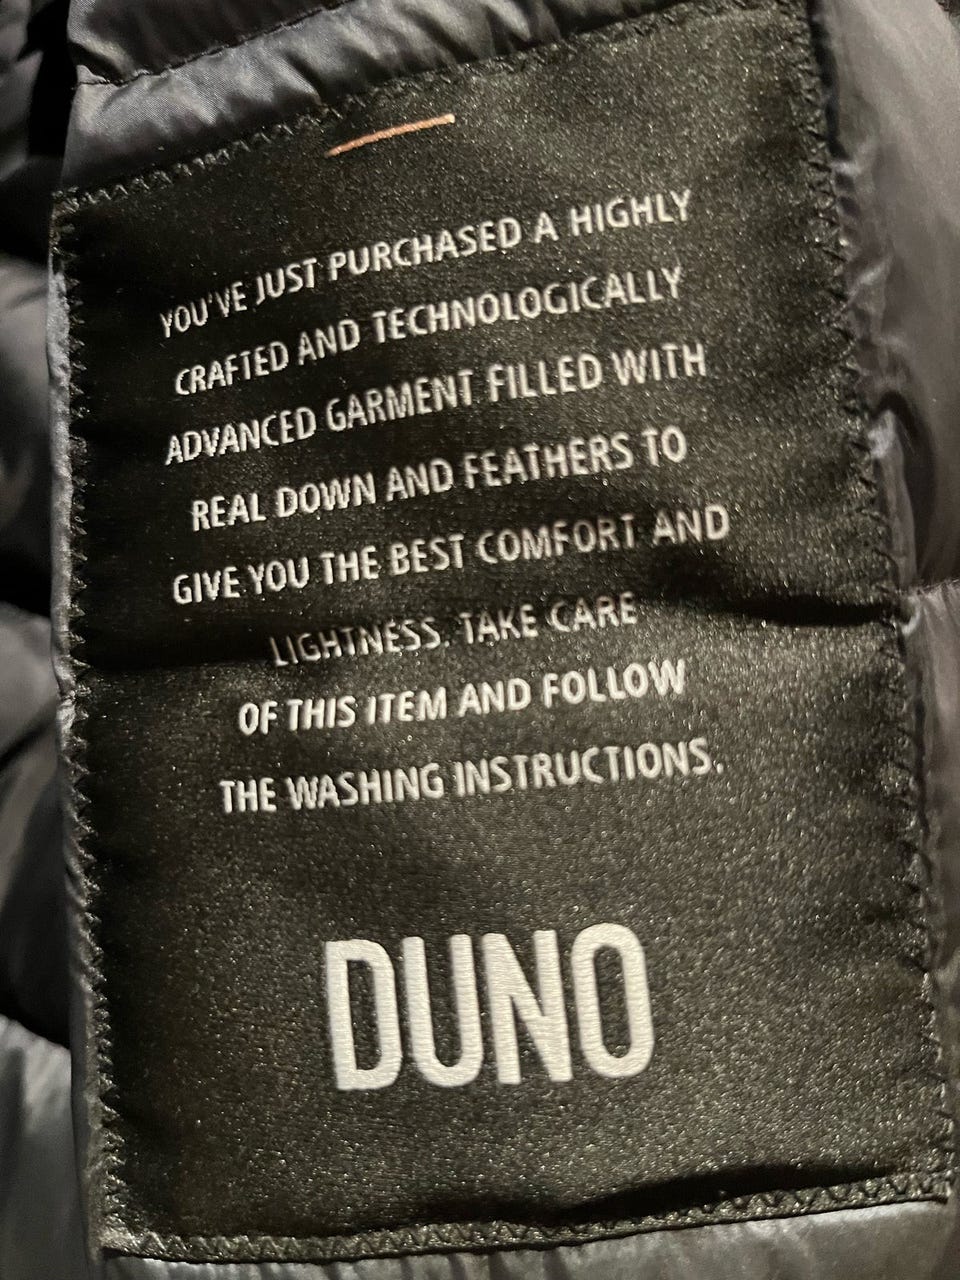 YOU'VE JUST PURCHASED A HIGHLY
CRAFTED AND TECHNOLOGICALLY
ADVANCED GARMENT FILLED WITH
REAL DOWN AND FEATHERS TO
GIVE YOU THE BEST COMFORT AND
LIGHTNESS. TAKE CARE
OF THIS ITEM AND FOLLOW
THE WASHING INSTRUCTIONS.
DUNO